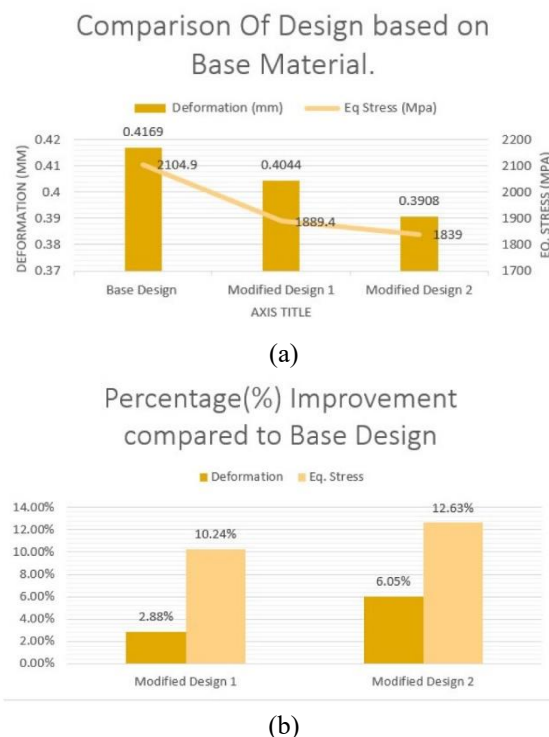 Comparison Of Design based on
Base Material.
Deformation (mm) Eq Stress (Mpa)
DEFORMATION (MM)
0.42
0.41
0.4
0.39
0.38
0.37
0.4169
0.4044
0.3908
2104.9
1889.4
1839
2200
2100
2000
1900
1800
1700
EQ. STRESS (MPA)
Base Design Modified Design 1 Modified Design 2
AXIS TITLE
(a)
Percentage(%) Improvement
compared to Base Design
Deformation Eq. Stress
14.00%
12.00%
10.00%
8.00%
6.00%
4.00%
2.00%
0.00%
2.88%
10.24%
6.05%
12.63%
Modified Design 1 Modified Design 2
(b)